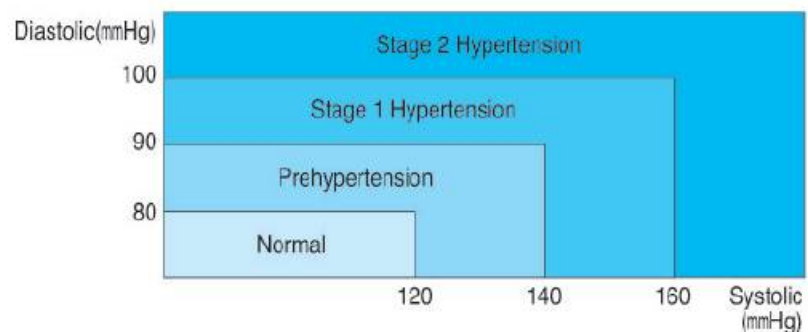 Diastolic(mmHg)
Stage 2 Hypertension
100
Stage 1 Hypertension
90
Prehypertension
80
Normal
120 140 160 Systolic
(mmHg)